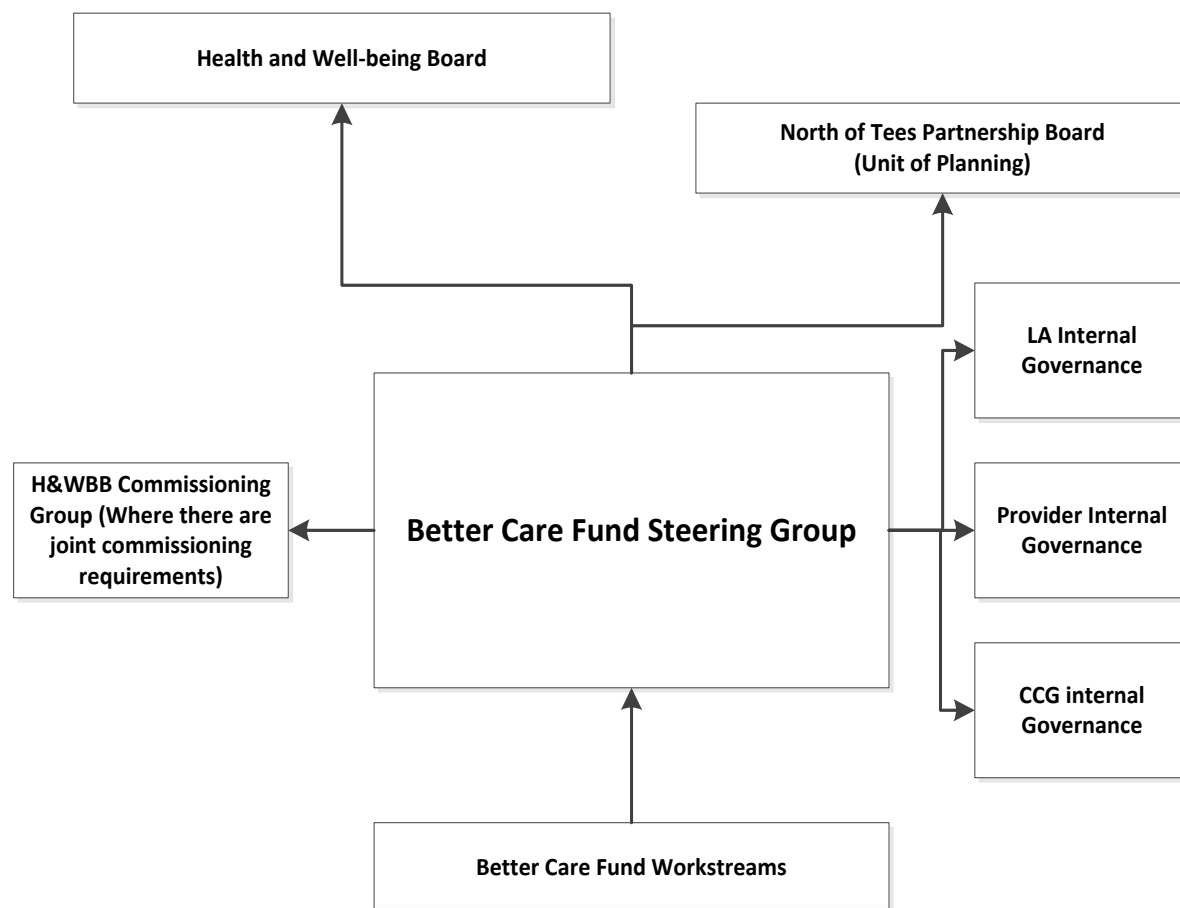 Health and Well-being Board
North of Tees Partnership Board
(Unit of Planning)
LA Internal
Governance
H&WBB Commissioning
Group (Where there are
joint commissioning
requirements)
Better Care Fund Steering Group
Provider Internal
Governance
CCG internal
Governance
Better Care Fund Workstreams